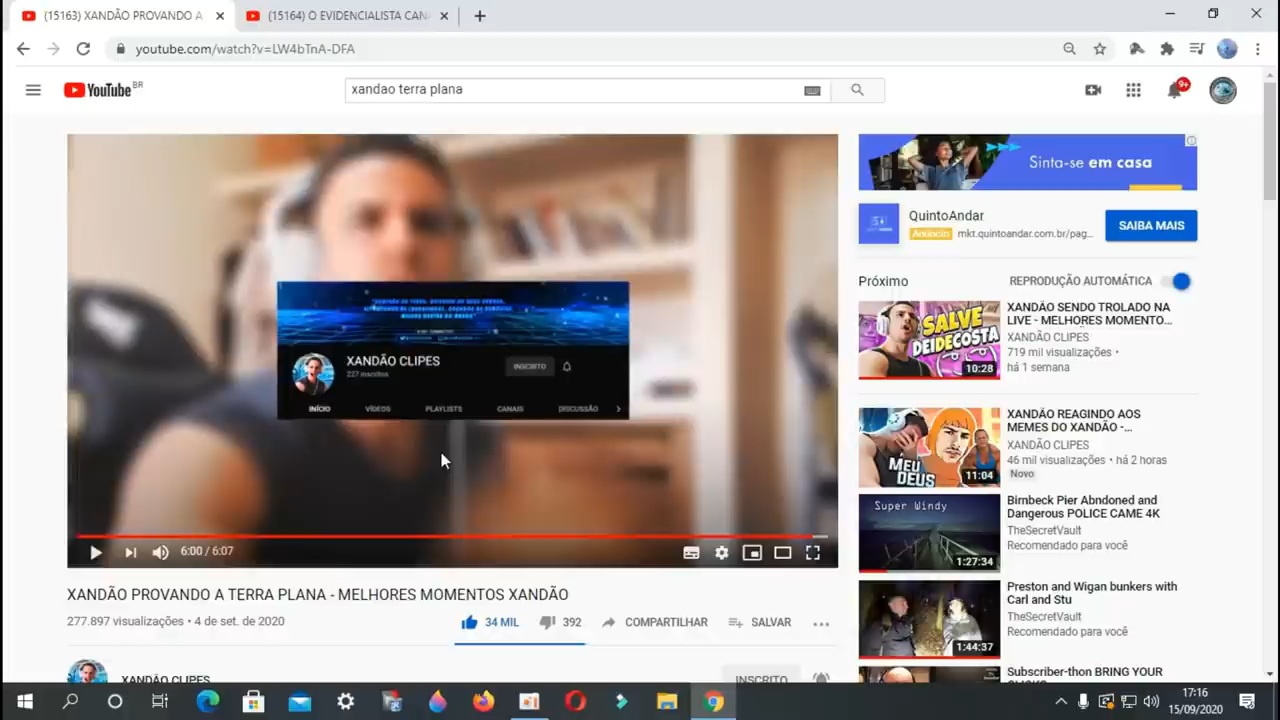 (15163) XANDÃO PROVANDO A
(15164) O EVIDENCIALISTA CAN
youtube.com/watch?v=LW4bTnA-DFA
YouTube BR
xandao terra plana
9+
XANDÃO CLIPES
227 inscritos
INSCRITO
INÍCIO VÍDEOS PLAYLISTS CANAIS DISCUSSÃO
6:00 / 6:07
XANDÃO PROVANDO A TERRA PLANA - MELHORES MOMENTOS XANDÃO
277.897 visualizações • 4 de set. de 2020
34 MIL 392 COMPARTILHAR SALVAR
XANDÃO CLIPES
INSCRITO
Sinta-se em casa
QuintoAndar
Anúncio mkt.quintoandar.com.br/pag...
SAIBA MAIS
Próximo
REPRODUÇÃO AUTOMÁTICA
SALVE
DEIDECOSTA
10:28
XANDÃO SENDO TROLADO NA
LIVE - MELHORES MOMENTO...
XANDÃO CLIPES
719 mil visualizações •
há 1 semana
MEU
DEUS
11:04
XANDÃO REAGINDO AOS
MEMES DO XANDÃO -...
XANDÃO CLIPES
46 mil visualizações • há 2 horas
Novo
Super Windy
1:27:34
Birnbeck Pier Abndoned and
Dangerous POLICE CAME 4K
TheSecretVault
Recomendado para você
1:44:37
Preston and Wigan bunkers with
Carl and Stu
TheSecretVault
Recomendado para você
Subscriber-thon BRING YOUR
17:16
15/09/2020